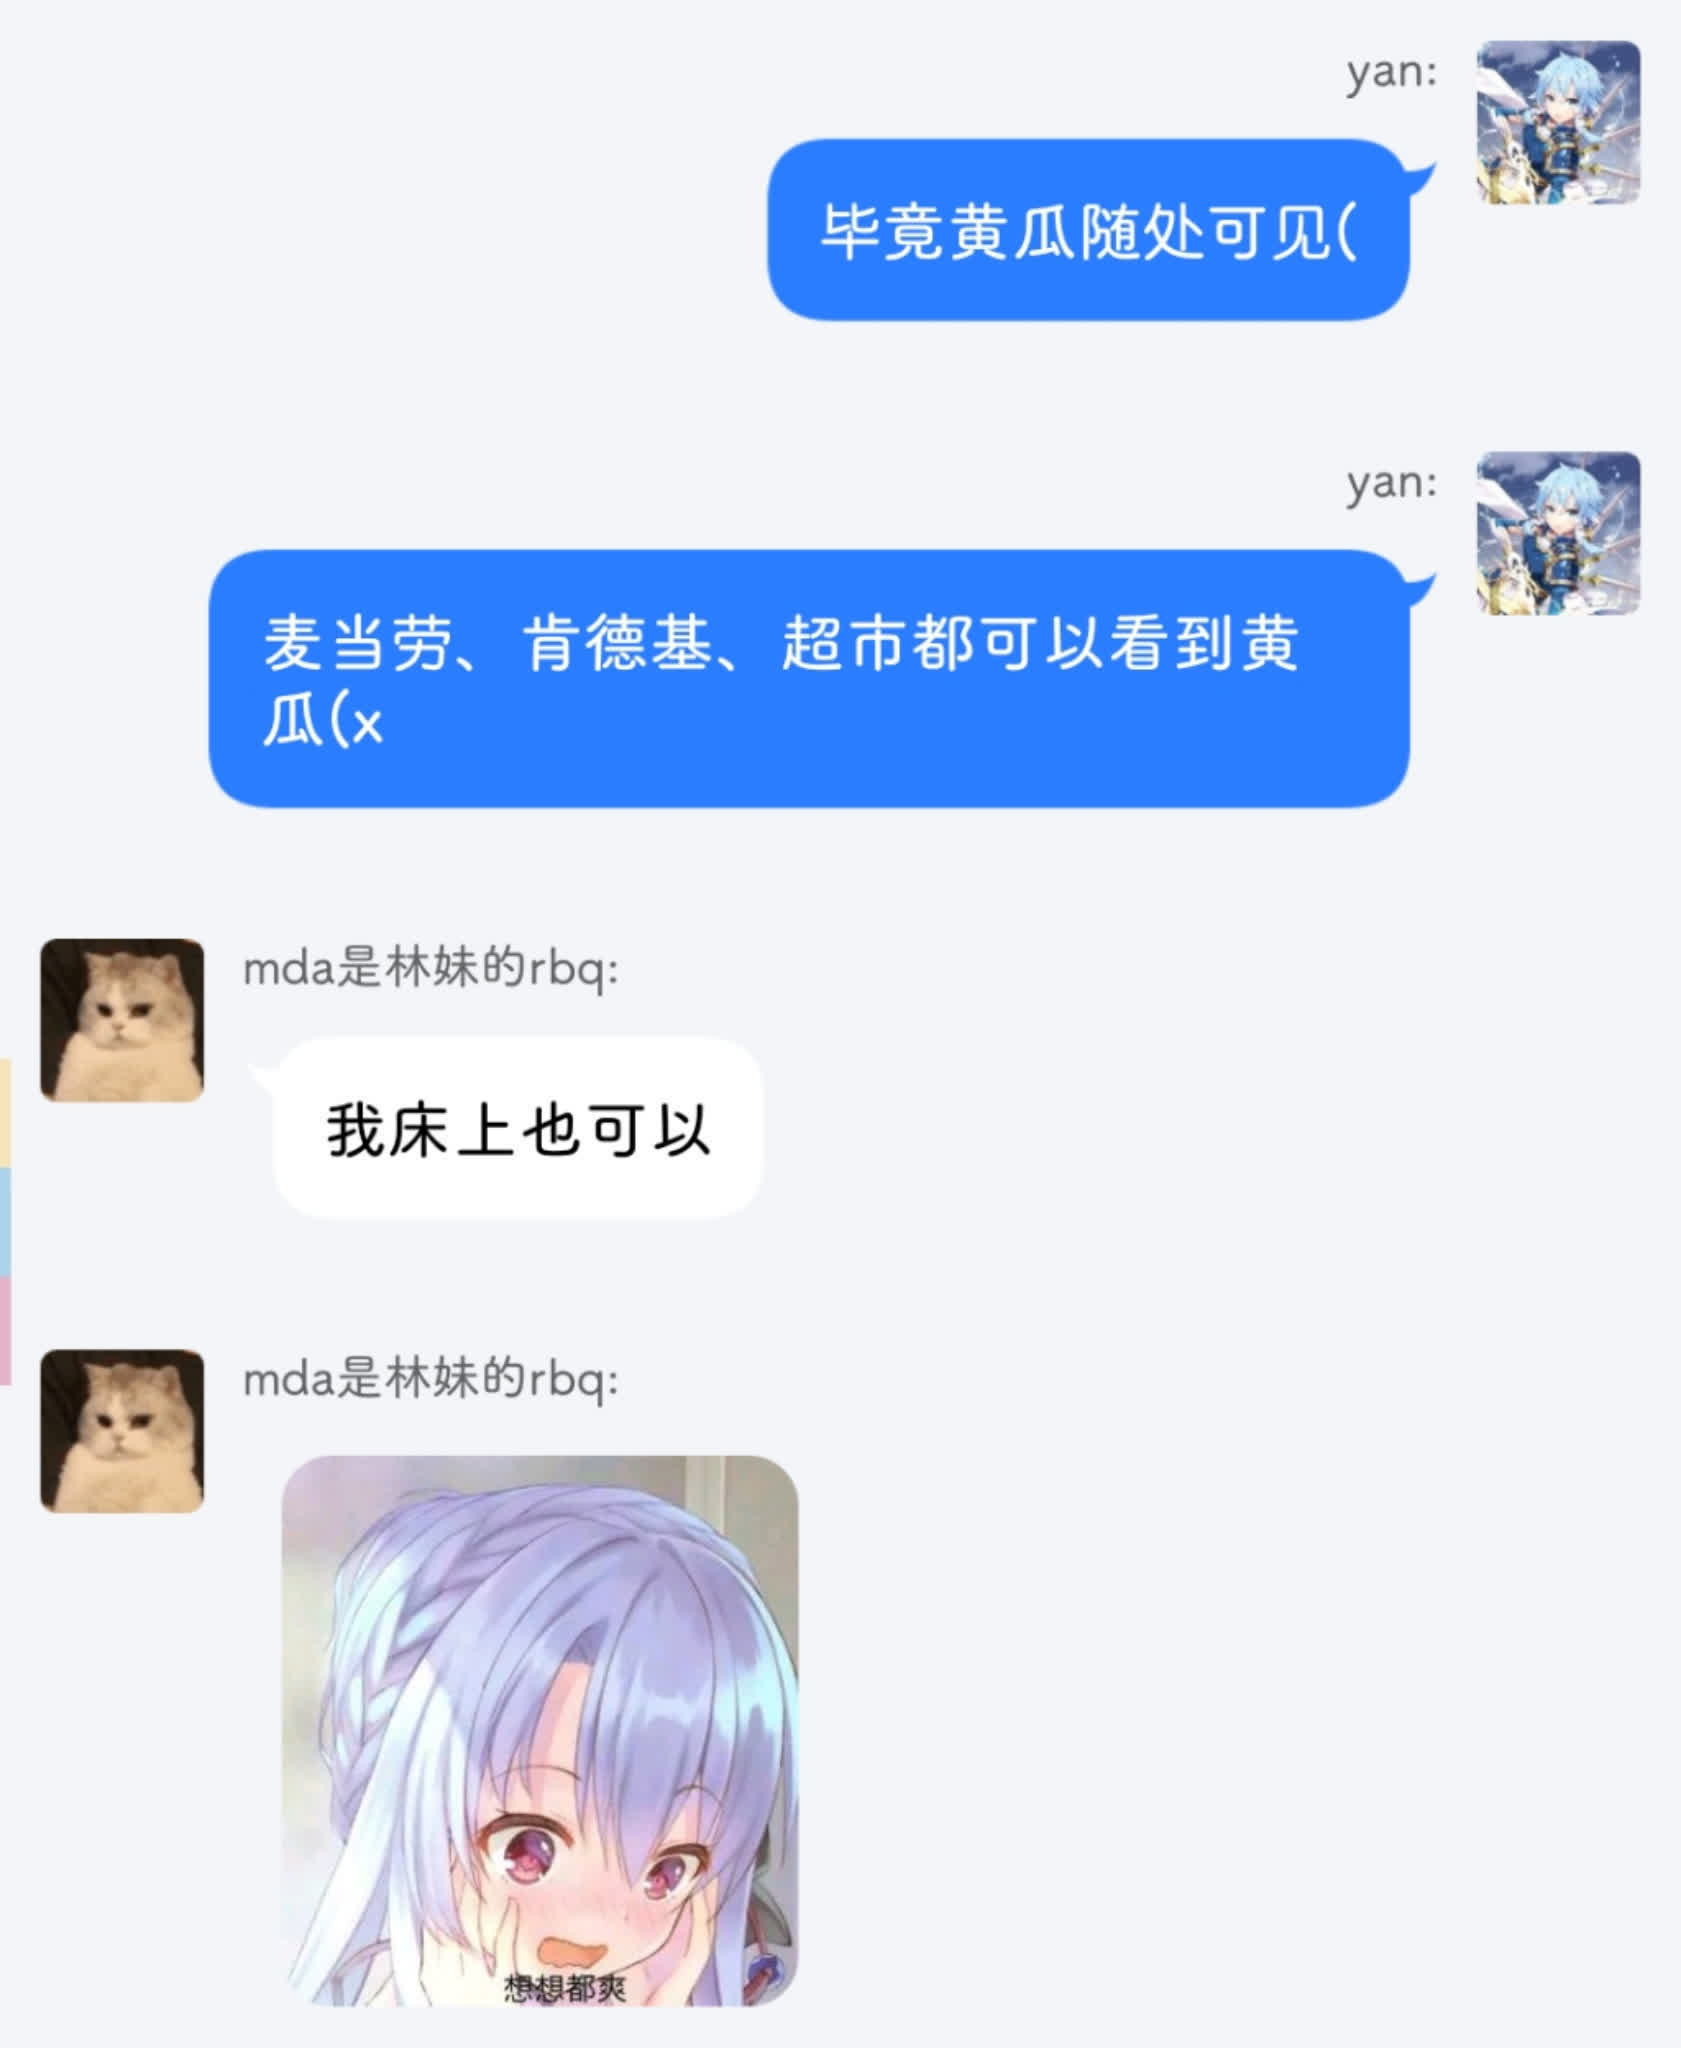 yan:
毕竟黄瓜随处可见(
yan:
麦当劳、肯德基、超市都可以看到黄
瓜(x
mda是林妹的rbq:
我床上也可以
mda是林妹的rbq:
想想都爽